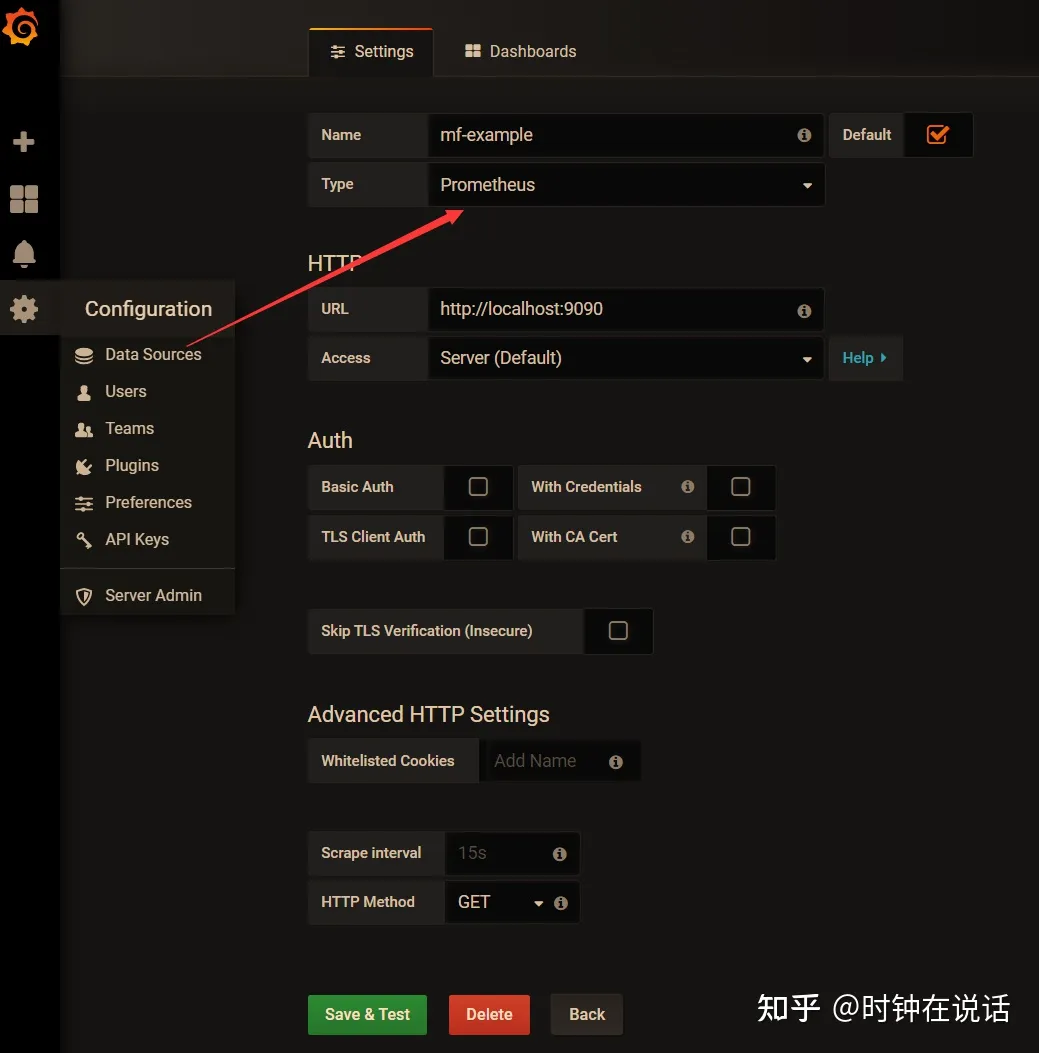 Settings
Dashboards
Name
mf-example
Default
Type
Prometheus
HTTP
URL
http://localhost:9090
Access
Server (Default)
Help
Configuration
Data Sources
Users
Teams
Plugins
Preferences
API Keys
Server Admin
Auth
Basic Auth
With Credentials
TLS Client Auth
With CA Cert
Skip TLS Verification (Insecure)
Advanced HTTP Settings
Whitelisted Cookies
Add Name
Scrape interval
15s
HTTP Method
GET
Save & Test
Delete
Back
知乎 @时钟在说话